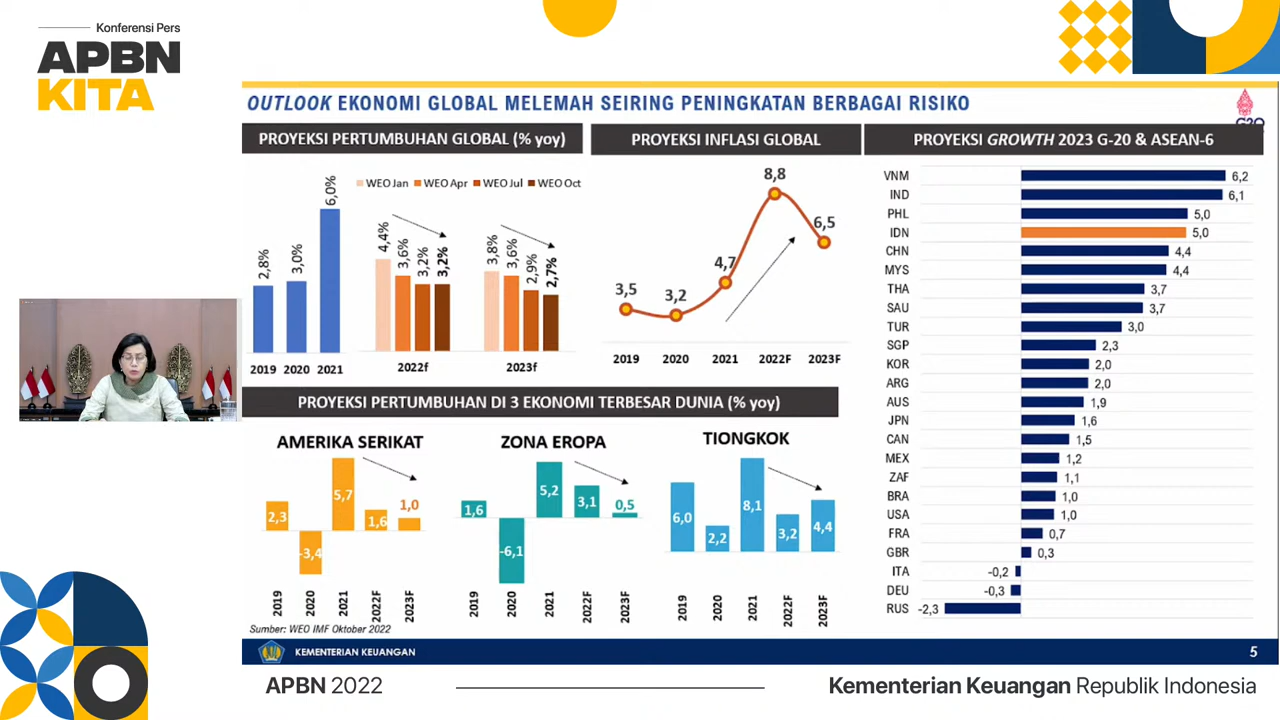 Konferensi Pers
APBN
KITA
OUTLOOK EKONOMI GLOBAL MELEMAH SEIRING PENINGKATAN BERBAGAI RISIKO
G20
PROYEKSI PERTUMBUHAN GLOBAL (% yoy)
WEO Jan WEO Apr WEO Jul WEO Oct
2,8% 3,0% 6,0%
4,4% 3,6% 3,2% 3,2%
3,8% 3,6% 2,9% 2,7%
2019 2020 2021 2022f 2023f
PROYEKSI INFLASI GLOBAL
3,5 3,2 4,7 8,8 6,5
2019 2020 2021 2022F 2023F
PROYEKSI GROWTH 2023 G-20 & ASEAN-6
VNM 6,2
IND 6,1
PHL 5,0
IDN 5,0
CHN 4,4
MYS 4,4
THA 3,7
SAU 3,7
TUR 3,0
SGP 2,3
KOR 2,0
ARG 2,0
AUS 1,9
JPN 1,6
CAN 1,5
MEX 1,2
ZAF 1,1
BRA 1,0
USA 1,0
FRA 0,7
GBR 0,3
ITA -0,2
DEU -0,3
RUS -2,3
PROYEKSI PERTUMBUHAN DI 3 EKONOMI TERBESAR DUNIA (% yoy)
AMERIKA SERIKAT
2,3 -3,4 5,7 1,6 1,0
2019 2020 2021 2022F 2023F
ZONA EROPA
1,6 -6,1 5,2 3,1 0,5
2019 2020 2021 2022F 2023F
TIONGKOK
6,0 2,2 8,1 3,2 4,4
2019 2020 2021 2022F 2023F
Sumber: WEO IMF Oktober 2022
KEMENTERIAN KEUANGAN
5
APBN 2022
Kementerian Keuangan Republik Indonesia